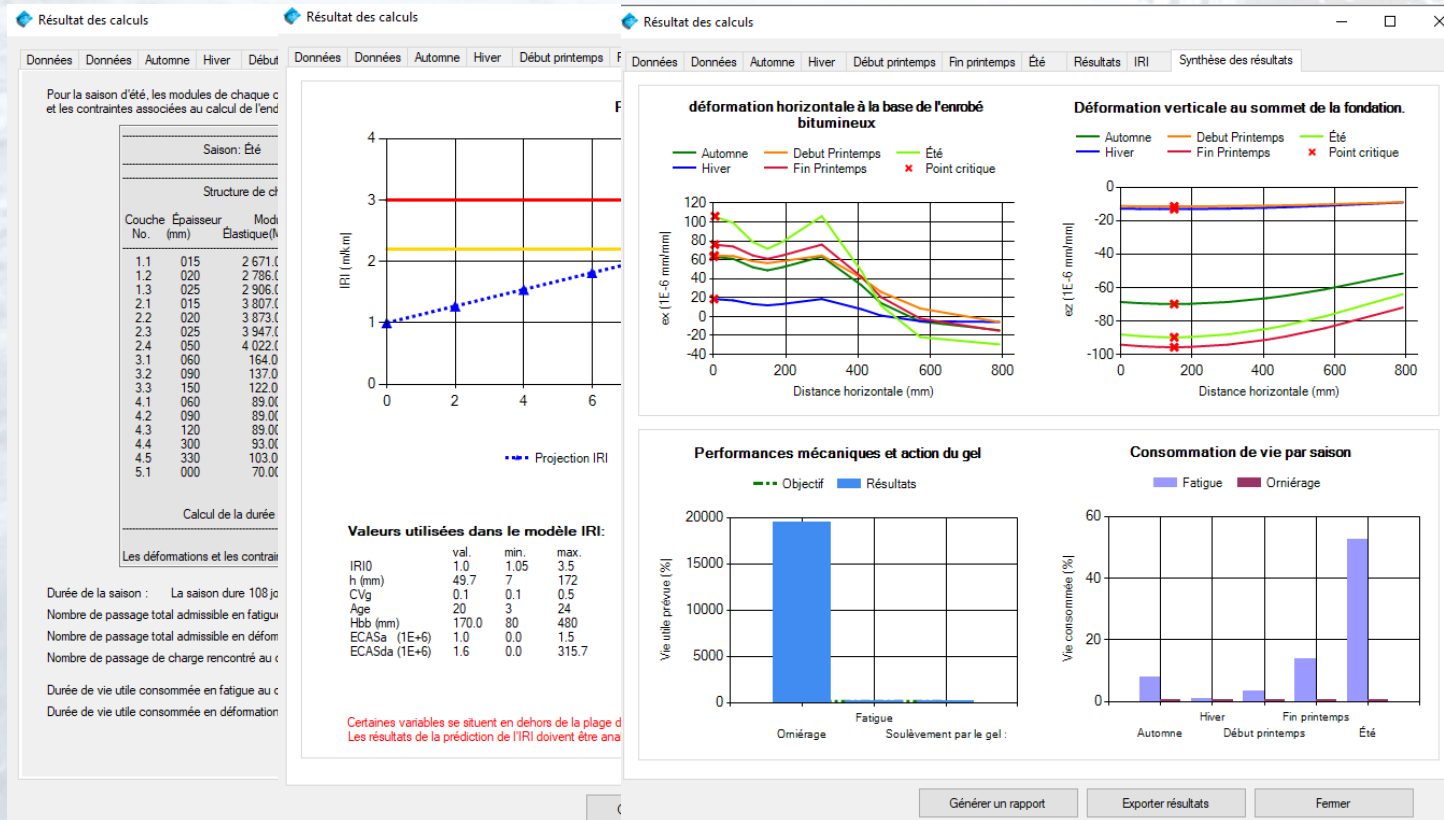 Résultat des calculs
Données Données Automne Hiver Début
Pour la saison d'été, les modules de chaque c
et les contraintes associées au calcul de l'end
Saison: Été
Structure de ch
Couche Épaisseur Modu
No. (mm) Élastique(M
1.1 015 2 671.0
1.2 020 2 786.0
1.3 025 2 906.0
2.1 015 3 807.0
2.2 020 3 873.0
2.3 025 3 947.0
2.4 050 4 022.0
3.1 060 164.0
3.2 090 137.0
3.3 150 122.0
4.1 060 89.00
4.2 090 89.00
4.3 120 89.00
4.4 300 93.00
4.5 330 103.0
5.1 000 70.00
Calcul de la durée
Les déformations et les contrain
Durée de la saison : La saison dure 108 jo
Nombre de passage total admissible en fatigue
Nombre de passage total admissible en déform
Nombre de passage de charge rencontré au c
Durée de vie utile consommée en fatigue au c
Durée de vie utile consommée en déformation
Résultat des calculs
Données Données Automne Hiver Début printemps F
F
4
3
2
1
0
IRI (m/km)
0 2 4 6
Projection IRI
Valeurs utilisées dans le modèle IRI:
val. min. max.
IRI0 1.0 1.05 3.5
h (mm) 49.7 7 172
CVg 0.1 0.1 0.5
Age 20 3 24
Hbb (mm) 170.0 80 480
ECASa (1E+6) 1.0 0.0 1.5
ECASda (1E+6) 1.6 0.0 315.7
Certaines variables se situent en dehors de la plage d
Les résultats de la prédiction de l'IRI doivent être ana
Résultat des calculs
Données Données Automne Hiver Début printemps Fin printemps Été Résultats IRI Synthèse des résultats
déformation horizontale à la base de l'enrobé
bitumineux
Automne Debut Printemps Été
Hiver Fin Printemps Point critique
120
100
80
60
40
20
0
-20
-40
ex (1E-6 mm/mm)
0 200 400 600 800
Distance horizontale (mm)
Déformation verticale au sommet de la fondation.
Automne Debut Printemps Été
Hiver Fin Printemps Point critique
0
-20
-40
-60
-80
-100
ez (1E-6 mm/mm)
0 200 400 600 800
Distance horizontale (mm)
Performances mécaniques et action du gel
Objectif Résultats
20000
15000
10000
5000
0
Vie utile prévue (%)
Fatigue
Orniérage Soulèvement par le gel :
Consommation de vie par saison
Fatigue Orniérage
60
40
20
0
Vie consommée (%)
Hiver Fin printemps
Automne Début printemps Été
Générer un rapport Exporter résultats Fermer